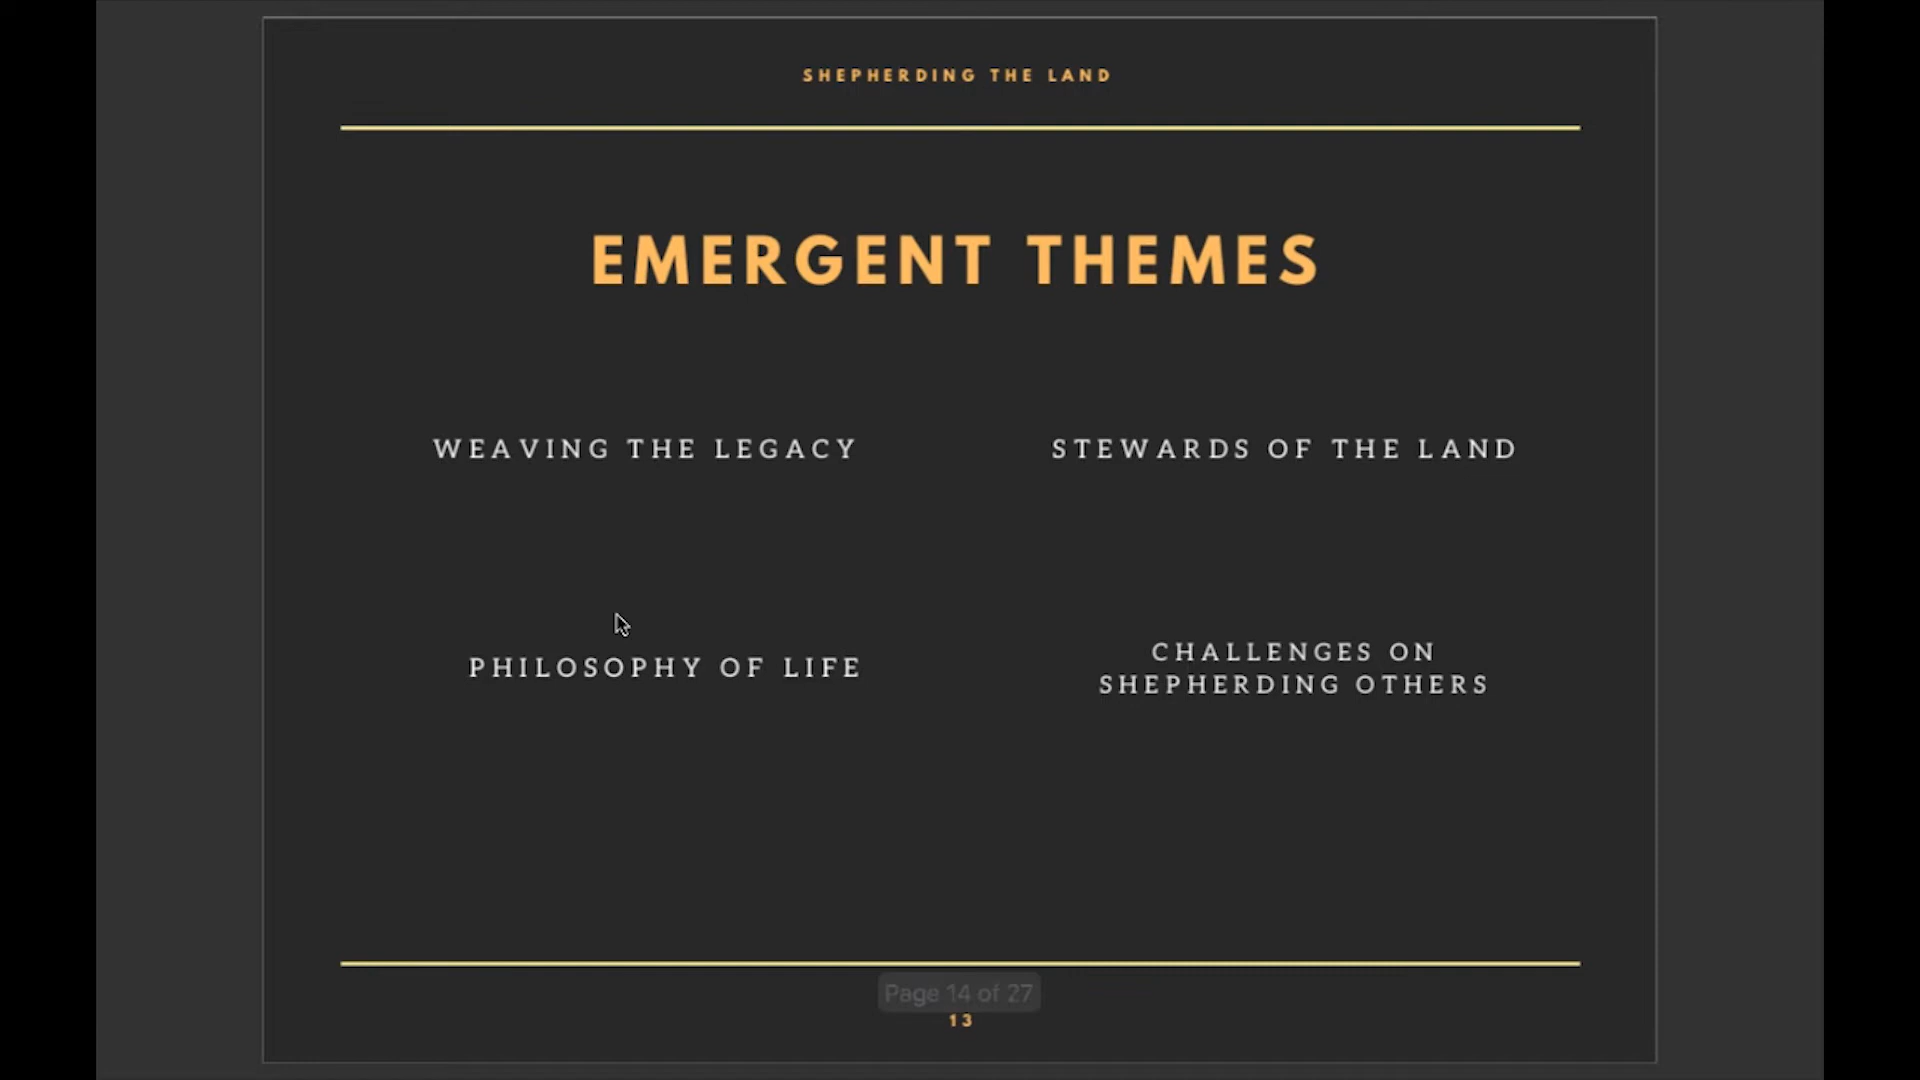 SHEPHERDING THE LAND
EMERGENT THEMES
WEAVING THE LEGACY
STEWARDS OF THE LAND
PHILOSOPHY OF LIFE
CHALLENGES ON
SHEPHERDING OTHERS
Page 14 of 27
13